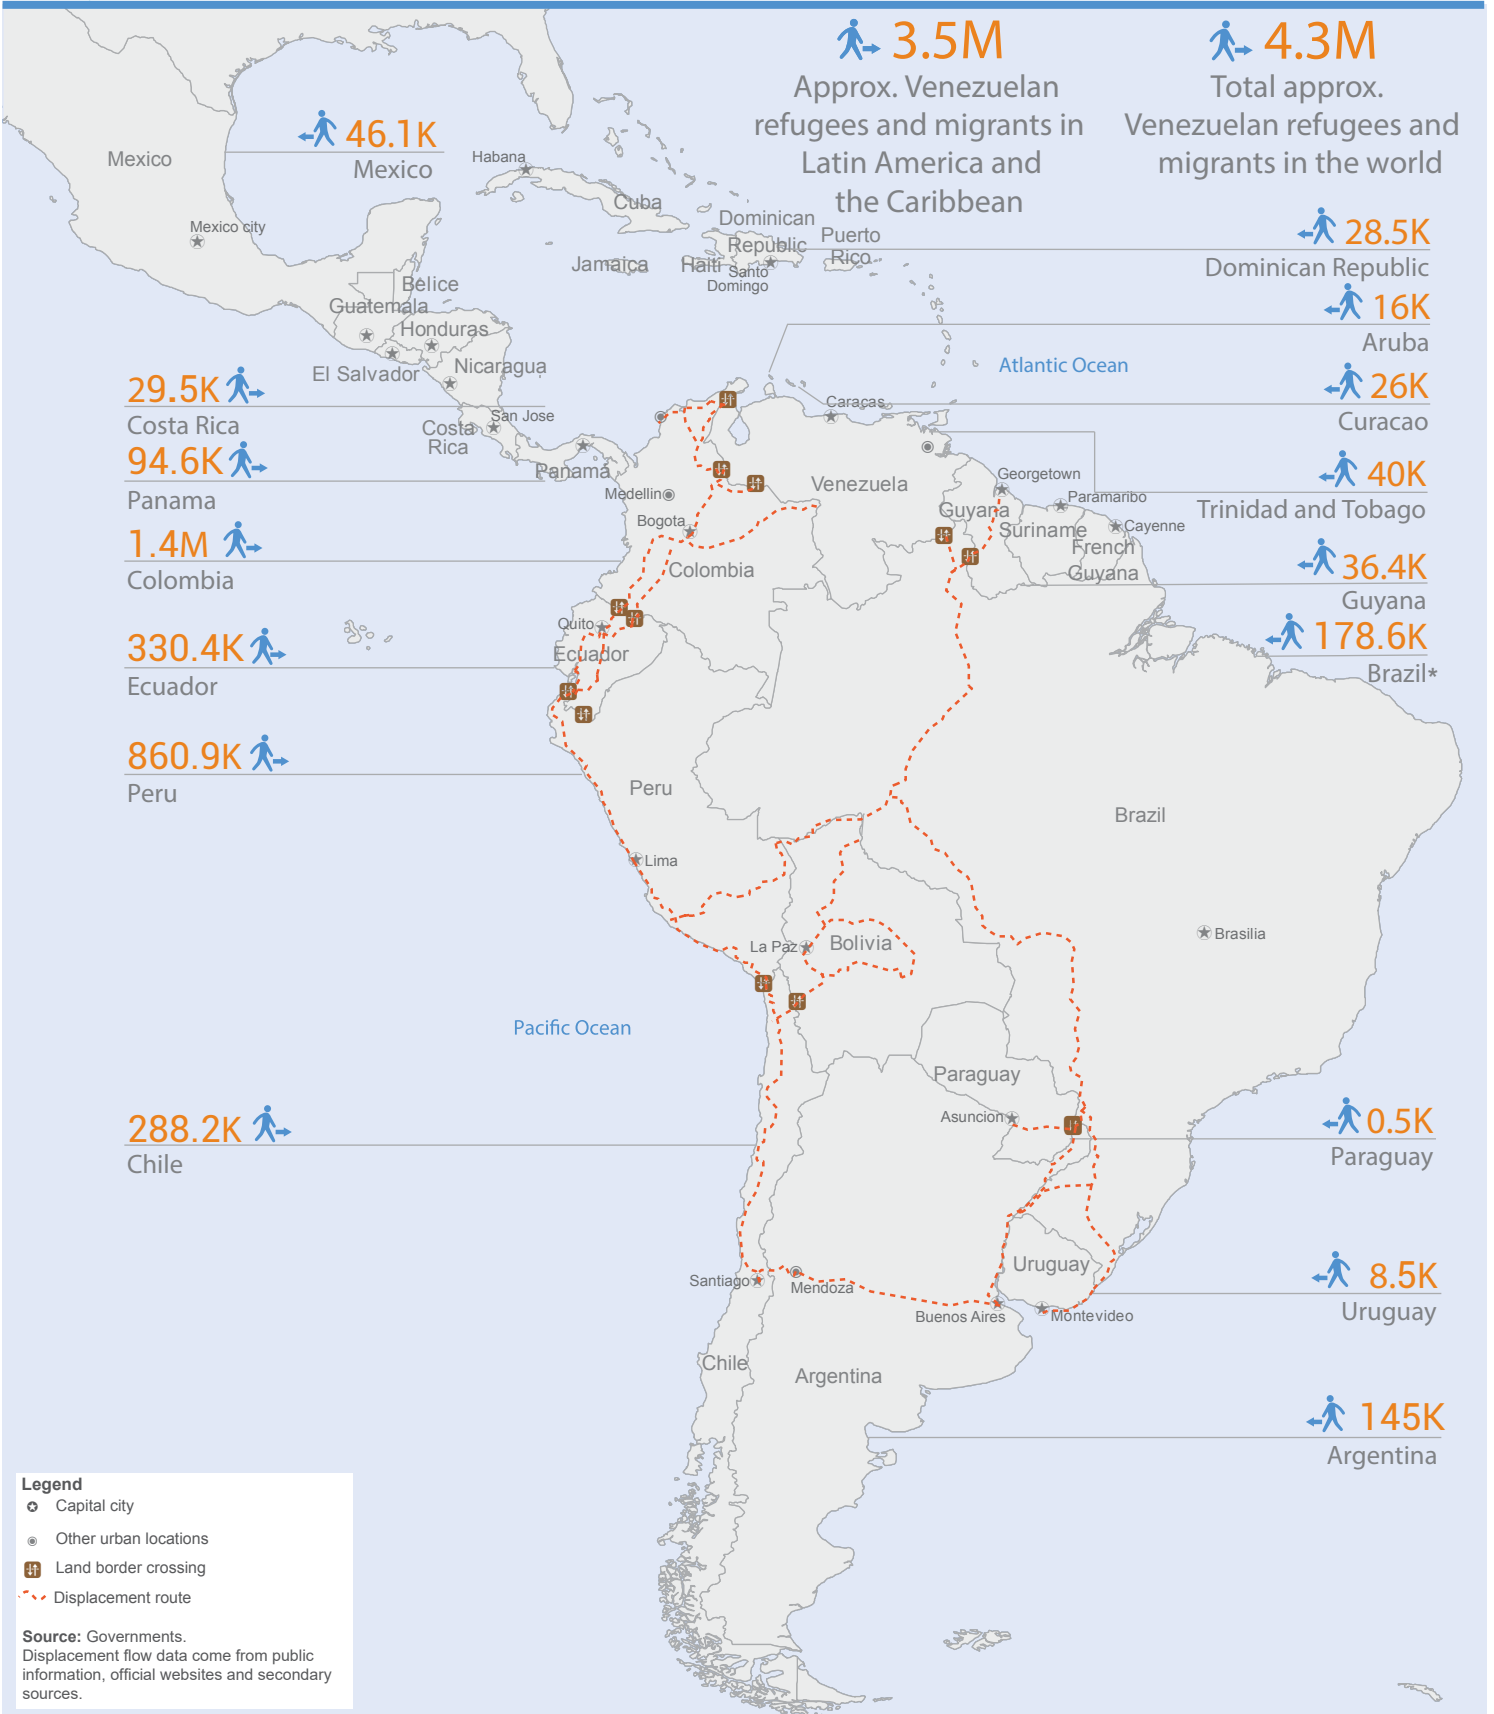 3.5M
Approx. Venezuelan
refugees and migrants in
Latin America and
the Caribbean
4.3M
Total approx.
Venezuelan refugees and
migrants in the world
46.1K
Mexico
Mexico
Mexico city
Habana
Cuba
Dominican
Republic
Puerto
Rico
Jamaica
Haiti
Santo
Domingo
28.5K
Dominican Republic
Belice
Guatemala
Honduras
El Salvador
Nicaragua
16K
Aruba
Atlantic Ocean
29.5K
Costa Rica
Costa
Rica
San Jose
Caracas
26K
Curacao
94.6K
Panama
Panamá
Medellin
Venezuela
Georgetown
Paramaribo
40K
Trinidad and Tobago
Bogota
Guyana
Suriname
Cayenne
French
Guyana
1.4M
Colombia
Colombia
36.4K
Guyana
Quito
Ecuador
330.4K
Ecuador
178.6K
Brazil*
860.9K
Peru
Peru
Brazil
Lima
Brasilia
La Paz
Bolivia
Pacific Ocean
Paraguay
Asuncion
288.2K
Chile
0.5K
Paraguay
Uruguay
8.5K
Uruguay
Santiago
Mendoza
Buenos Aires
Montevideo
Chile
Argentina
145K
Argentina
Legend
Capital city
Other urban locations
Land border crossing
Displacement route
Source: Governments.
Displacement flow data come from public
information, official websites and secondary
sources.